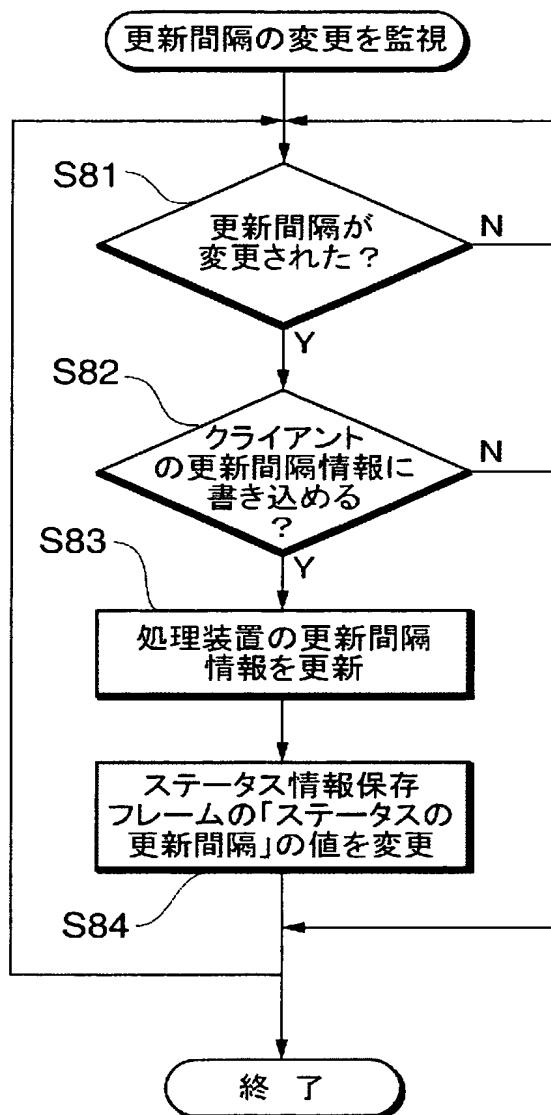 更新間隔の変更を監視
S81
更新間隔が
変更された?
N
Y
S82
クライアント
の更新間隔情報に
書き込める
?
N
Y
S83
処理装置の更新間隔
情報を更新
ステータス情報保存
フレームの「ステータスの
更新間隔」の値を変更
S84
終 了